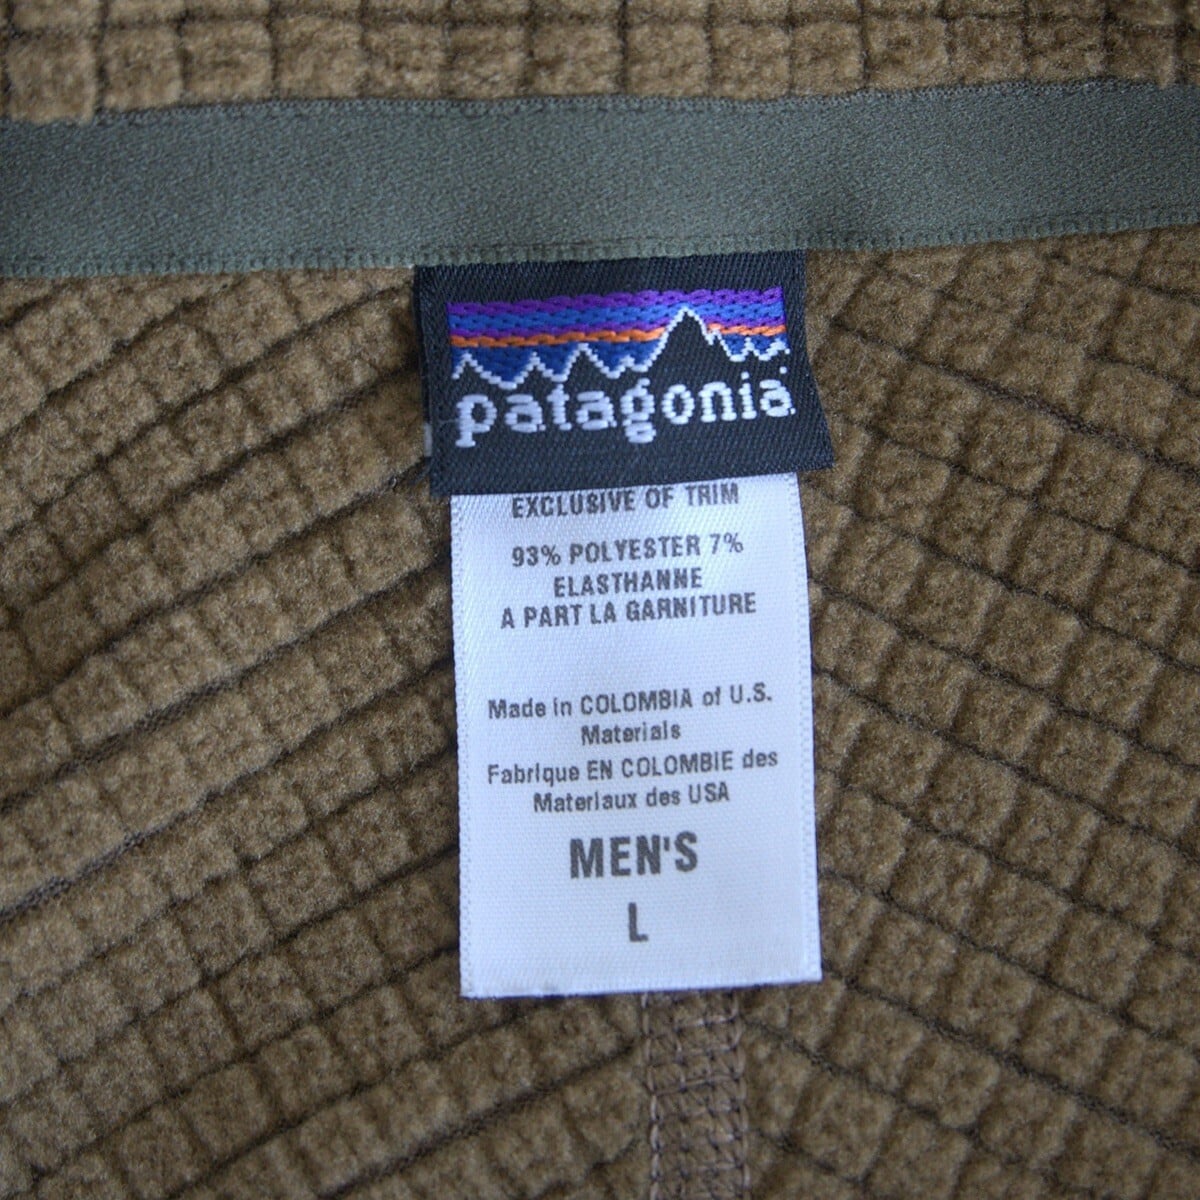 patagonia
EXCLUSIVE OF TRIM
93% POLYESTER 7%
ELASTHANNE
A PART LA GARNITURE
Made in COLOMBIA of U.S.
Materials
Fabrique EN COLOMBIE des
Materiaux des USA
MEN'S
L